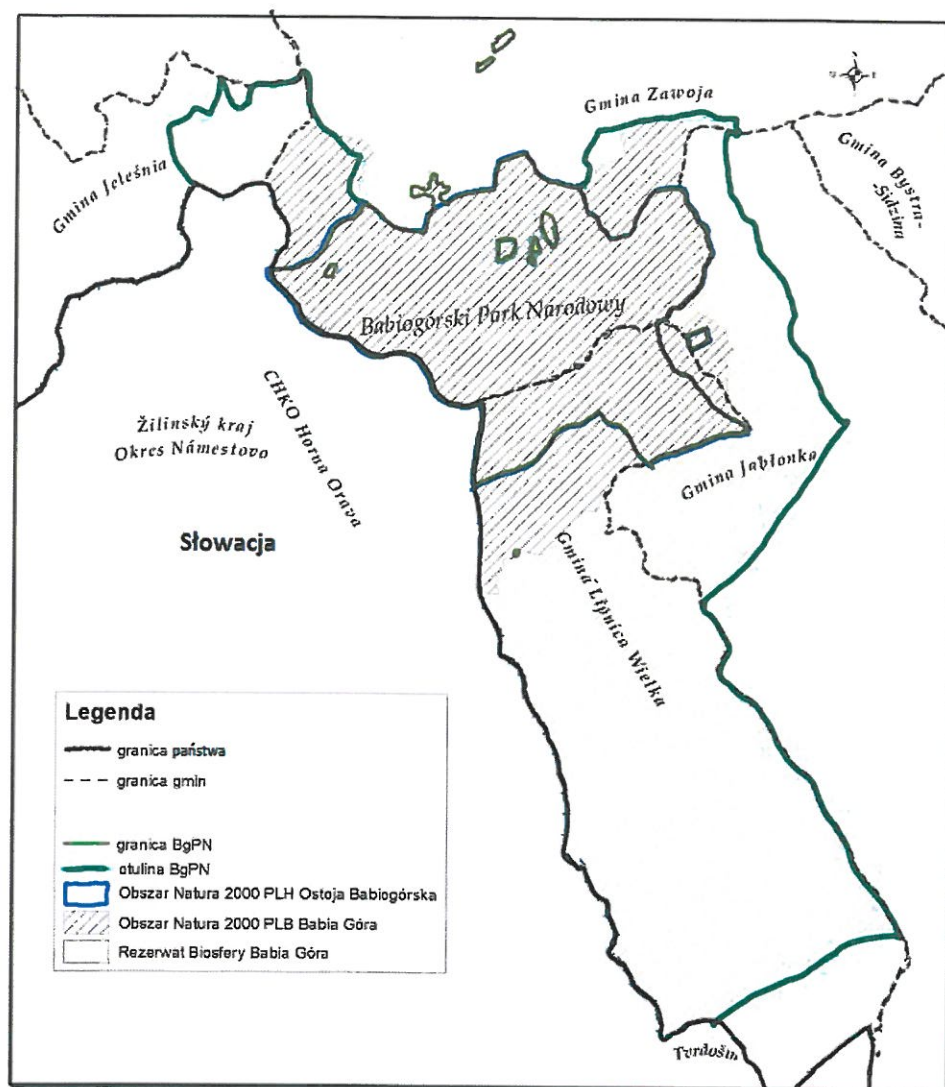 Gmina Zawoja
Gmina Jeleśnia
Gmina Bystra-
Sidzina
Babiogórski Park Narodowy
CHKO Horna Orava
Žilinský kraj
Okres Námestovo
Gmina Jabłonka
Słowacja
Gmina Lipnica Wielka
Legenda
granica państwa
granica gmin
granica BgPN
otulina BgPN
Obszar Natura 2000 PLH Ostoja Babiogórska
Obszar Natura 2000 PLB Babia Góra
Rezerwat Biosfery Babia Góra
Tvrdošin